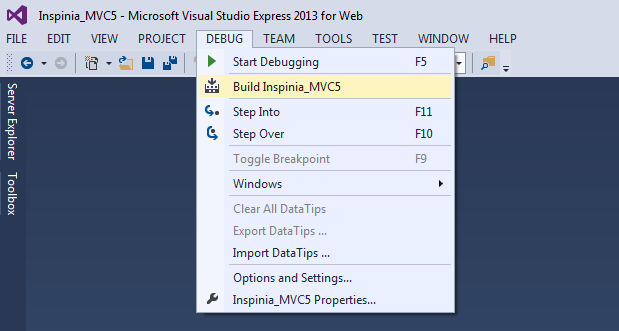 Inspinia_MVC5 - Microsoft Visual Studio Express 2013 for Web
FILE EDIT VIEW PROJECT DEBUG TEAM TOOLS TEST WINDOW HELP
Start Debugging F5
Build Inspinia_MVC5
Step Into F11
Step Over F10
Toggle Breakpoint F9
Windows
Clear All DataTips
Export DataTips ...
Import DataTips ...
Options and Settings...
Inspinia_MVC5 Properties...
Server Explorer
Toolbox